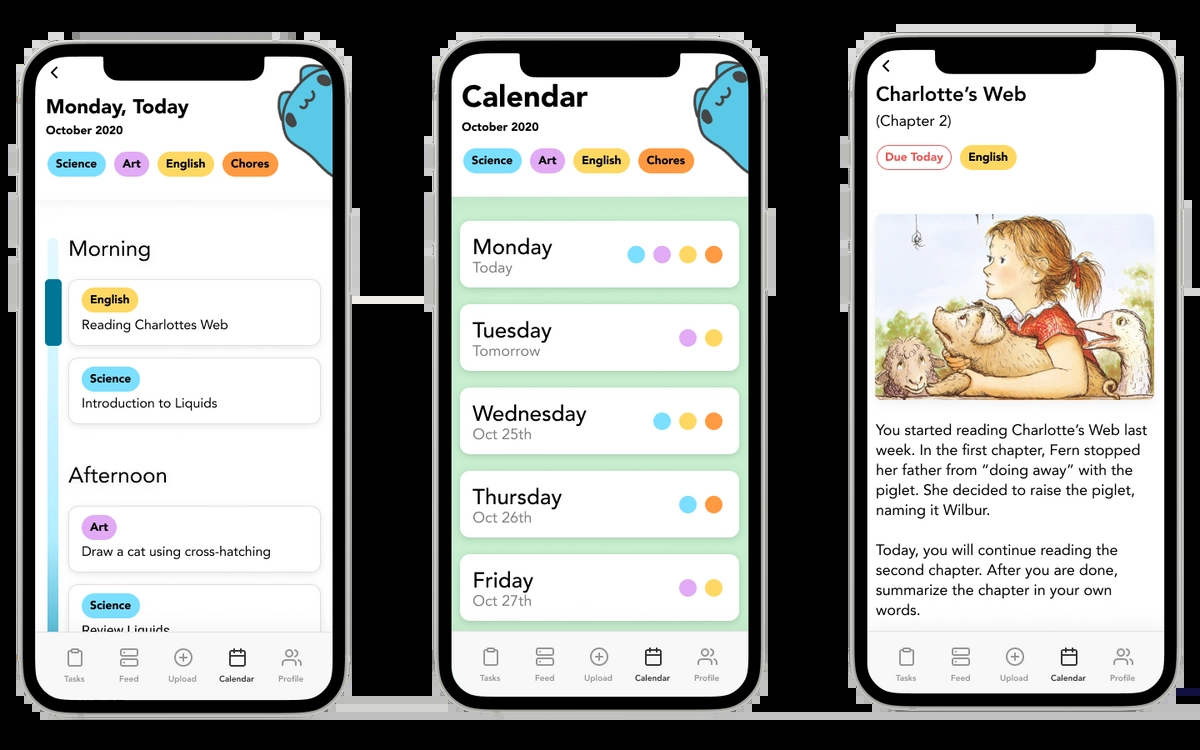 Monday, Today
October 2020
Science Art English Chores
Morning
English
Reading Charlottes Web
Science
Introduction to Liquids
Afternoon
Art
Draw a cat using cross-hatching
Science
Review Liquids
Tasks Feed Upload Calendar Profile
Calendar
October 2020
Science Art English Chores
Monday
Today
Tuesday
Tomorrow
Wednesday
Oct 25th
Thursday
Oct 26th
Friday
Oct 27th
Tasks Feed Upload Calendar Profile
Charlotte’s Web
(Chapter 2)
Due Today English
You started reading Charlotte’s Web last
week. In the first chapter, Fern stopped
her father from “doing away” with the
piglet. She decided to raise the piglet,
naming it Wilbur.
Today, you will continue reading the
second chapter. After you are done,
summarize the chapter in your own
words.
Tasks Feed Upload Calendar Profile